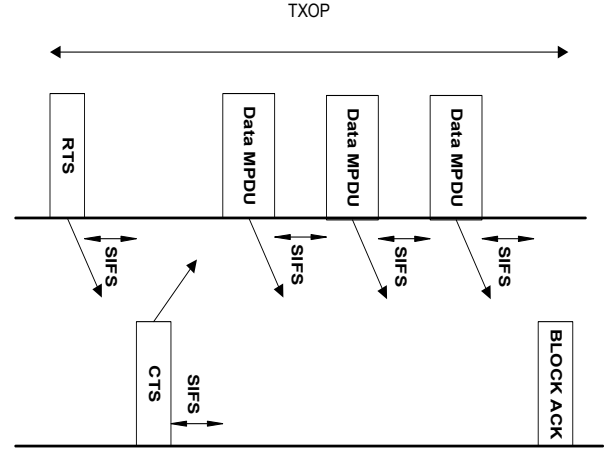 TXOP
RTS
Data MPDU
Data MPDU
Data MPDU
SIFS
SIFS
SIFS
SIFS
CTS
SIFS
BLOCK ACK